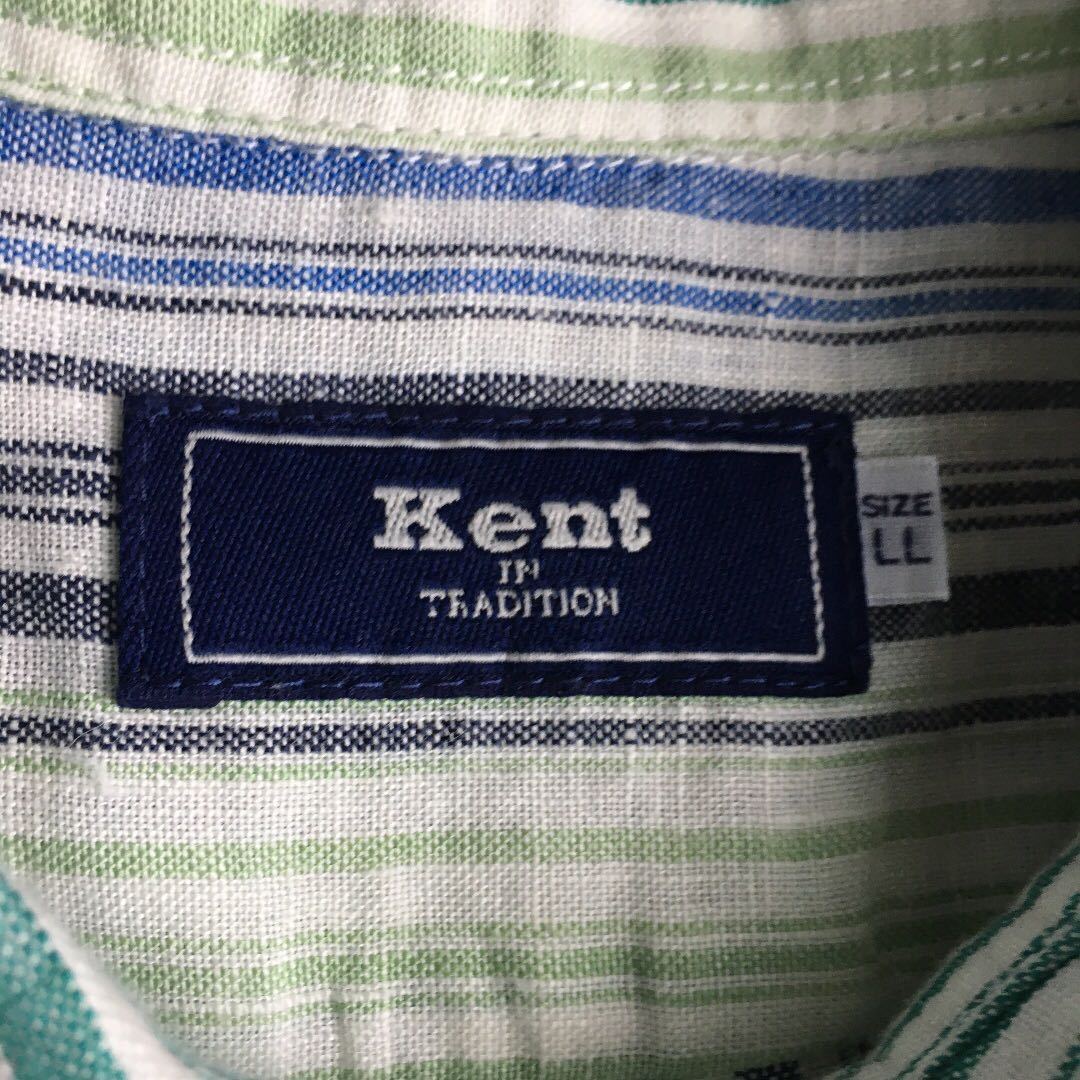 Kent
IN
TRADITION
SIZE
LL